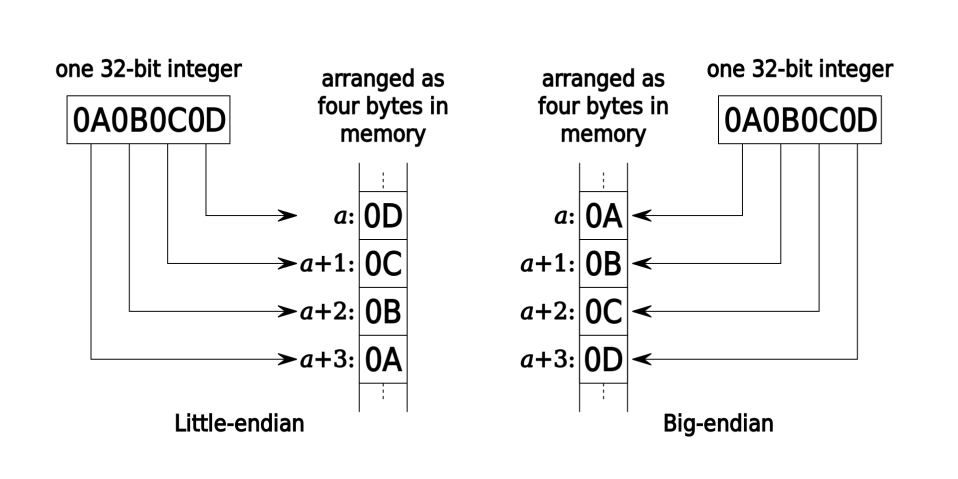 one 32-bit integer
0A0B0C0D
arranged as
four bytes in
memory
a: 0D
a+1: 0C
a+2: 0B
a+3: 0A
Little-endian
arranged as
four bytes in
memory
one 32-bit integer
0A0B0C0D
a: 0A
a+1: 0B
a+2: 0C
a+3: 0D
Big-endian